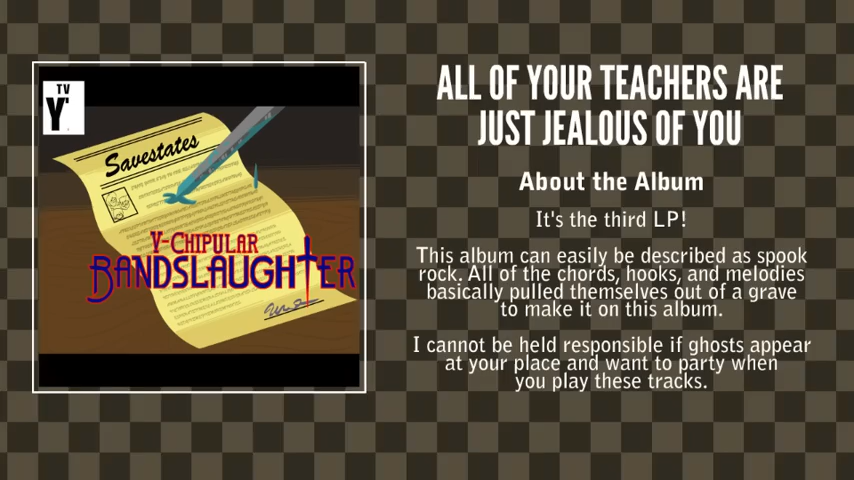 TV
Y'
Savestates
V-CHIPULAR
BANDSLAUGHTER
ALL OF YOUR TEACHERS ARE
JUST JEALOUS OF YOU
About the Album
It's the third LP!
This album can easily be described as spook
rock. All of the chords, hooks, and melodies
basically pulled themselves out of a grave
to make it on this album.
I cannot be held responsible if ghosts appear
at your place and want to party when
you play these tracks.